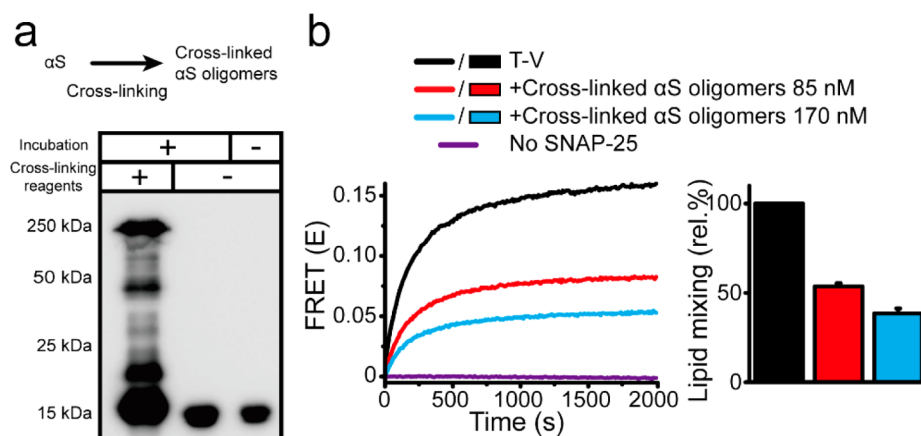 a
αS
Cross-linked
αS oligomers
Cross-linking
Incubation + -
Cross-linking
reagents + -
250 kDa
50 kDa
25 kDa
15 kDa
b
/ T-V
/ +Cross-linked αS oligomers 85 nM
/ +Cross-linked αS oligomers 170 nM
No SNAP-25
FRET (E)
0.15
0.10
0.05
0
0 500 1000 1500 2000
Time (s)
Lipid mixing (rel.%)
100
50
0